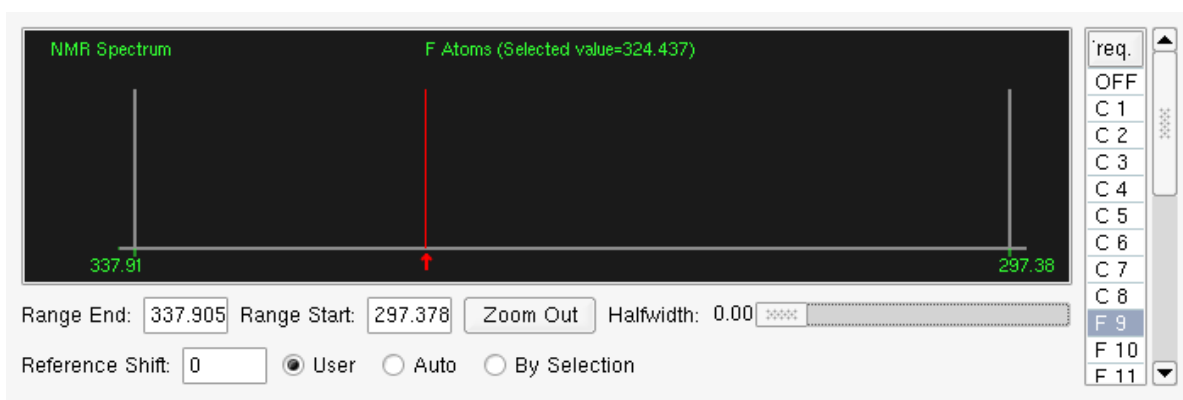 NMR Spectrum
F Atoms (Selected value=324.437)
337.91
297.38
Range End: 337.905 Range Start: 297.378 Zoom Out Halfwidth: 0.00
Reference Shift: 0 User Auto By Selection
req.
OFF
C 1
C 2
C 3
C 4
C 5
C 6
C 7
C 8
F 9
F 10
F 11